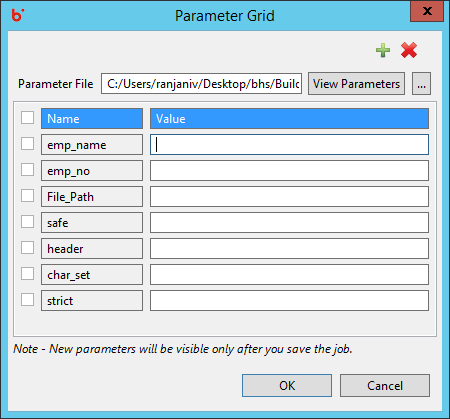 Parameter Grid
Parameter File C:/Users/ranjaniv/Desktop/bhs/Build View Parameters ...
Name Value
emp_name
emp_no
File_Path
safe
header
char_set
strict
Note - New parameters will be visible only after you save the job.
OK Cancel